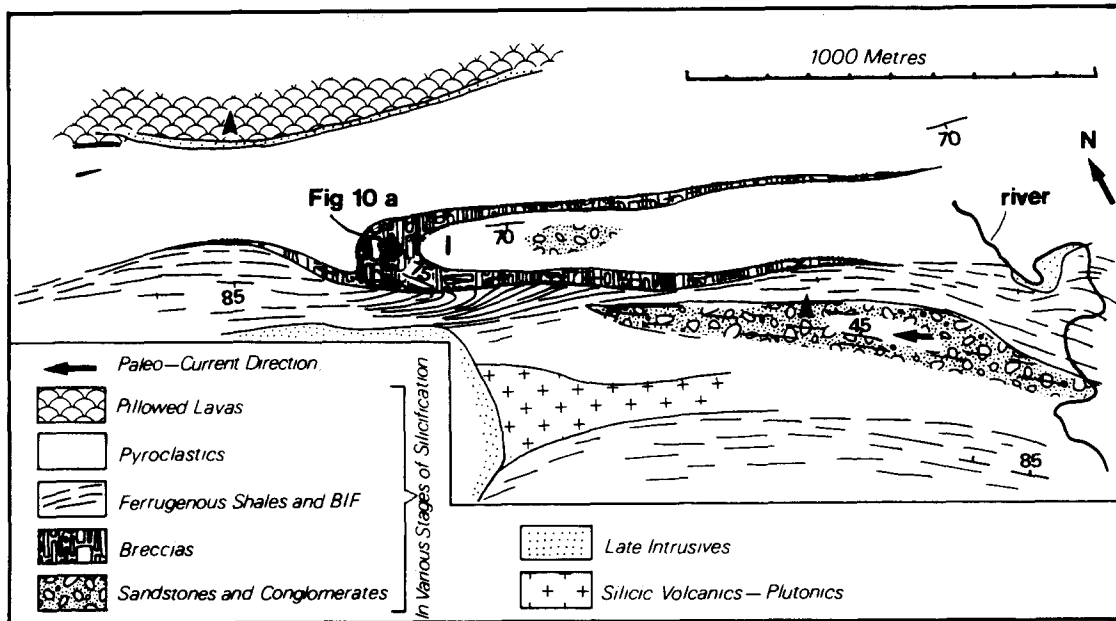 1000 Metres
70
N
Fig 10 a
river
70
75
85
45
85
Paleo—Current Direction
Pillowed Lavas
Pyroclastics
Ferrugenous Shales and BIF
Breccias
Sandstones and Conglomerates
In Various Stages of Silicification
Late Intrusives
Silicic Volcanics — Plutonics